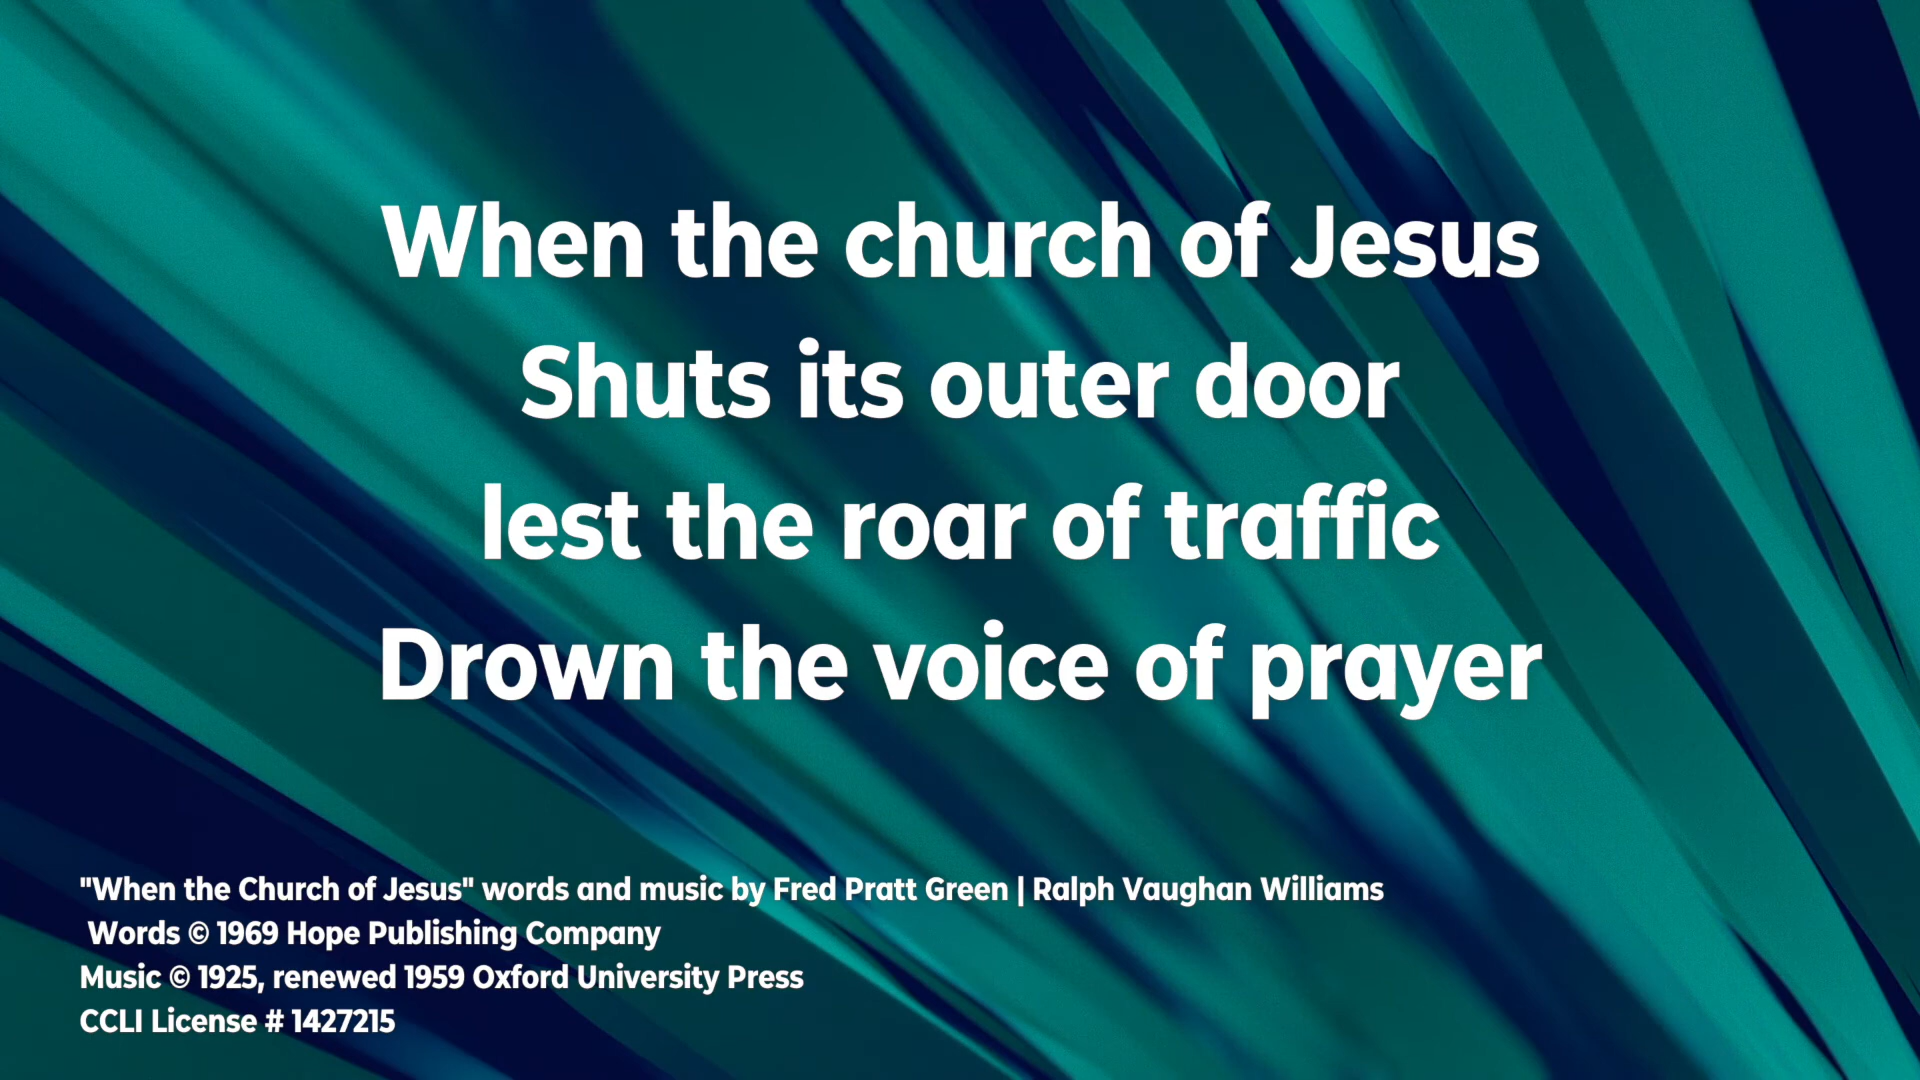 When the church of Jesus
Shuts its outer door
lest the roar of traffic
Drown the voice of prayer
"When the Church of Jesus" words and music by Fred Pratt Green | Ralph Vaughan Williams
Words © 1969 Hope Publishing Company
Music © 1925, renewed 1959 Oxford University Press
CCLI License # 1427215